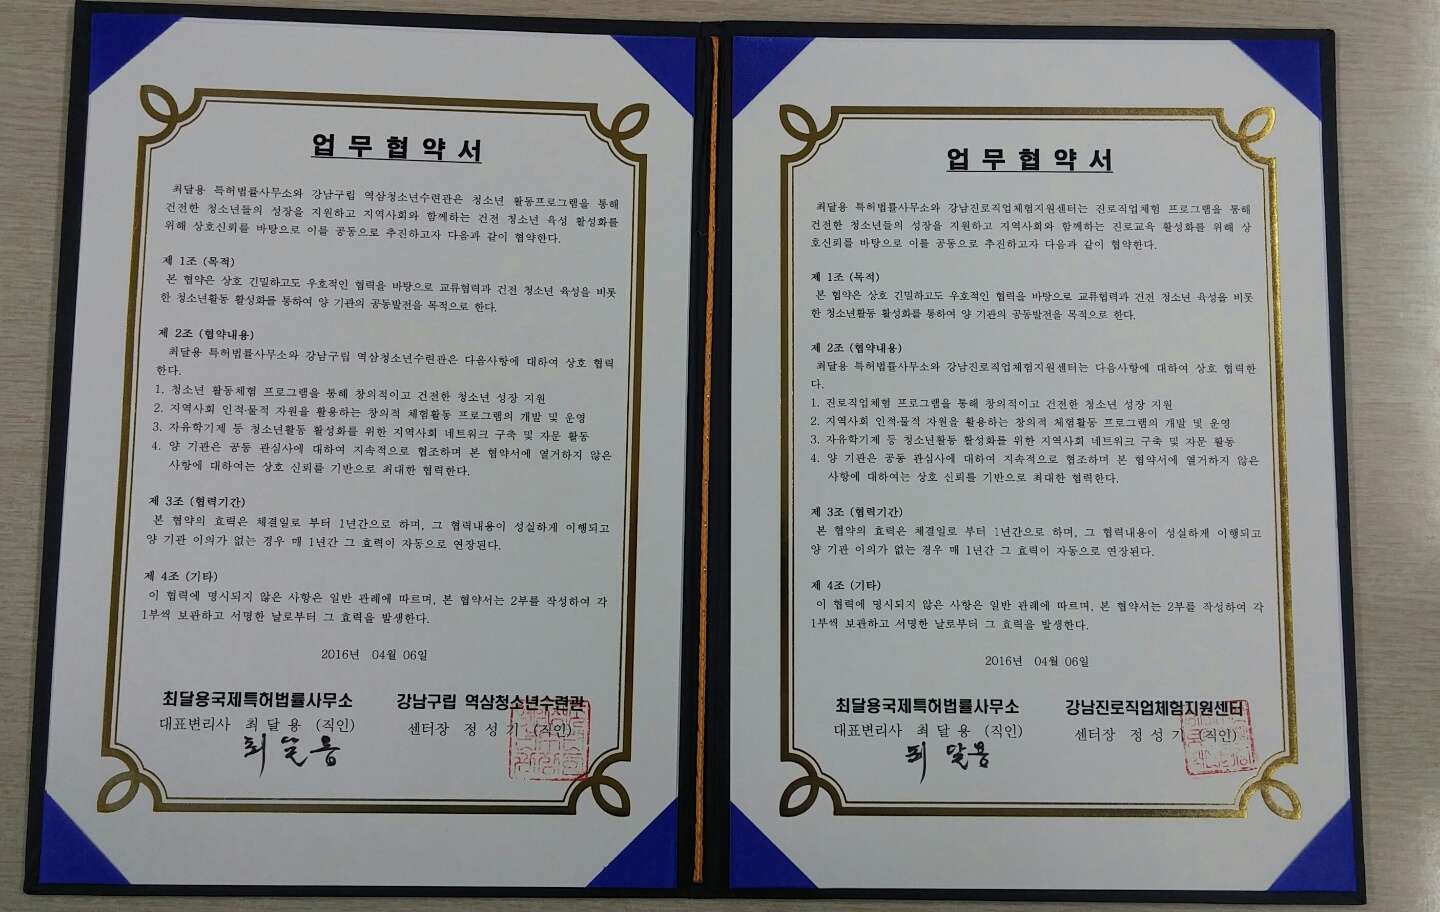 업무협약서
최달용 특허법률사무소와 강남구립 역삼청소년수련관은 청소년 활동프로그램을 통해
건전한 청소년들의 성장을 지원하고 지역사회와 함께하는 건전 청소년 육성 활성화를
위해 상호신뢰를 바탕으로 이를 공동으로 추진하고자 다음과 같이 협약한다.
제 1조 (목적)
본 협약은 상호 긴밀하고도 우호적인 협력을 바탕으로 교류협력과 건전 청소년 육성을 비롯
한 청소년활동 활성화를 통하여 양 기관의 공동발전을 목적으로 한다.
제 2조 (협약내용)
최달용 특허법률사무소와 강남구립 역삼청소년수련관은 다음사항에 대하여 상호 협력
한다.
1. 청소년 활동체험 프로그램을 통해 창의적이고 건전한 청소년 성장 지원
2. 지역사회 인적·물적 자원을 활용하는 창의적 체험활동 프로그램의 개발 및 운영
3. 자유학기제 등 청소년활동 활성화를 위한 지역사회 네트워크 구축 및 자문 활동
4. 양 기관은 공동 관심사에 대하여 지속적으로 협조하며 본 협약서에 열거하지 않은
사항에 대하여는 상호 신뢰를 기반으로 최대한 협력한다.
제 3조 (협력기간)
본 협약의 효력은 체결일로 부터 1년간으로 하며, 그 협력내용이 성실하게 이행되고
양 기관 이의가 없는 경우 매 1년간 그 효력이 자동으로 연장된다.
제 4조 (기타)
이 협력에 명시되지 않은 사항은 일반 관례에 따르며, 본 협약서는 2부를 작성하여 각
1부씩 보관하고 서명한 날로부터 그 효력을 발생한다.
2016년 04월 06일
최달용국제특허법률사무소 강남구립 역삼청소년수련관
대표변리사 최 달 용 (직인) 센터장 정 성 기 (직인)
최달용
업무협약서
최달용 특허법률사무소와 강남진로직업체험지원센터는 진로직업체험 프로그램을 통해
건전한 청소년들의 성장을 지원하고 지역사회와 함께하는 진로교육 활성화를 위해 상
호신뢰를 바탕으로 이를 공동으로 추진하고자 다음과 같이 협약한다.
제 1조 (목적)
본 협약은 상호 긴밀하고도 우호적인 협력을 바탕으로 교류협력과 건전 청소년 육성을 비롯
한 청소년활동 활성화를 통하여 양 기관의 공동발전을 목적으로 한다.
제 2조 (협약내용)
최달용 특허법률사무소와 강남진로직업체험지원센터는 다음사항에 대하여 상호 협력한
다.
1. 진로직업체험 프로그램을 통해 창의적이고 건전한 청소년 성장 지원
2. 지역사회 인적·물적 자원을 활용하는 창의적 체험활동 프로그램의 개발 및 운영
3. 자유학기제 등 청소년활동 활성화를 위한 지역사회 네트워크 구축 및 자문 활동
4. 양 기관은 공동 관심사에 대하여 지속적으로 협조하며 본 협약서에 열거하지 않은
사항에 대하여는 상호 신뢰를 기반으로 최대한 협력한다.
제 3조 (협력기간)
본 협약의 효력은 체결일로 부터 1년간으로 하며, 그 협력내용이 성실하게 이행되고
양 기관 이의가 없는 경우 매 1년간 그 효력이 자동으로 연장된다.
제 4조 (기타)
이 협력에 명시되지 않은 사항은 일반 관례에 따르며, 본 협약서는 2부를 작성하여 각
1부씩 보관하고 서명한 날로부터 그 효력을 발생한다.
2016년 04월 06일
최달용국제특허법률사무소 강남진로직업체험지원센터
대표변리사 최 달 용 (직인) 센터장 정 성 기 (직인)
최 달용